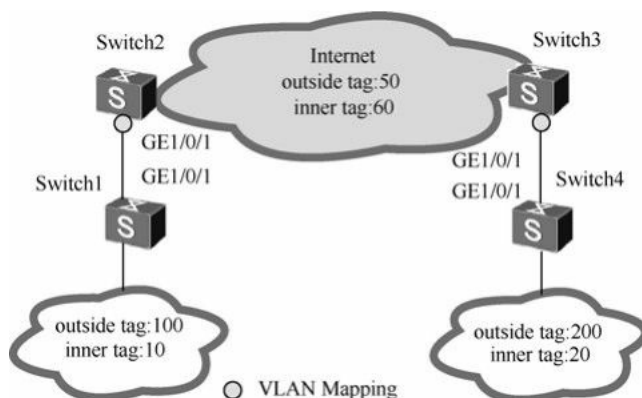 Switch2
Internet
outside tag:50
inner tag:60
Switch3
S
S
GE1/0/1
GE1/0/1
Switch1
S
GE1/0/1
GE1/0/1
Switch4
S
outside tag:100
inner tag:10
outside tag:200
inner tag:20
VLAN Mapping